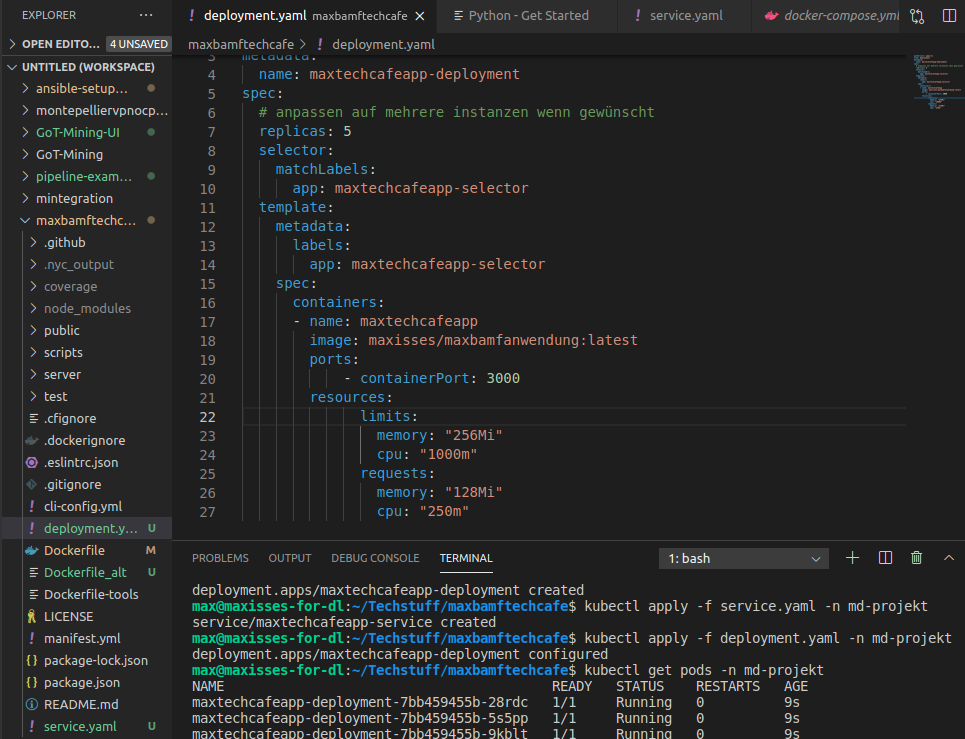 EXPLORER
OPEN EDITO... 4 UNSAVED
UNTITLED (WORKSPACE)
ansible-setup...
montepelliervpnocp...
GoT-Mining-UI
GoT-Mining
pipeline-exam...
mintegration
maxbamftechc...
.github
.nyc_output
coverage
node_modules
public
scripts
server
test
.cfignore
.dockerignore
.eslintrc.json
.gitignore
cli-config.yml
deployment.y... U
Dockerfile M
Dockerfile_alt U
Dockerfile-tools
LICENSE
manifest.yml
package-lock.json
package.json
README.md
service.yaml U
deployment.yaml maxbamftechcafe
Python - Get Started
service.yaml
docker-compose.yml
maxbamftechcafe > deployment.yaml
3 metadata:
4 name: maxtechcafeapp-deployment
5 spec:
6 # anpassen auf mehrere instanzen wenn gewünscht
7 replicas: 5
8 selector:
9 matchLabels:
10 app: maxtechcafeapp-selector
11 template:
12 metadata:
13 labels:
14 app: maxtechcafeapp-selector
15 spec:
16 containers:
17 - name: maxtechcafeapp
18 image: maxisses/maxbamfanwendung:latest
19 ports:
20 - containerPort: 3000
21 resources:
22 limits:
23 memory: "256Mi"
24 cpu: "1000m"
25 requests:
26 memory: "128Mi"
27 cpu: "250m"
PROBLEMS OUTPUT DEBUG CONSOLE TERMINAL 1: bash
deployment.apps/maxtechcafeapp-deployment created
max@maxisses-for-dl:~/Techstuff/maxbamftechcafe$ kubectl apply -f service.yaml -n md-projekt
service/maxtechcafeapp-service created
max@maxisses-for-dl:~/Techstuff/maxbamftechcafe$ kubectl apply -f deployment.yaml -n md-projekt
deployment.apps/maxtechcafeapp-deployment configured
max@maxisses-for-dl:~/Techstuff/maxbamftechcafe$ kubectl get pods -n md-projekt
NAME READY STATUS RESTARTS AGE
maxtechcafeapp-deployment-7bb459455b-28rdc 1/1 Running 0 9s
maxtechcafeapp-deployment-7bb459455b-5s5pp 1/1 Running 0 9s
maxtechcafeapp-deployment-7bb459455b-9kblt 1/1 Running 0 9s